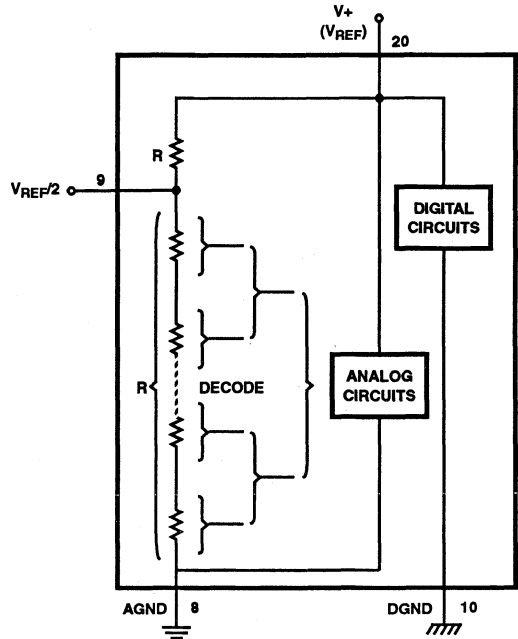 V+
(VREF)
20
R
VREF/2
9
DIGITAL
CIRCUITS
R
DECODE
ANALOG
CIRCUITS
AGND
8
DGND
10